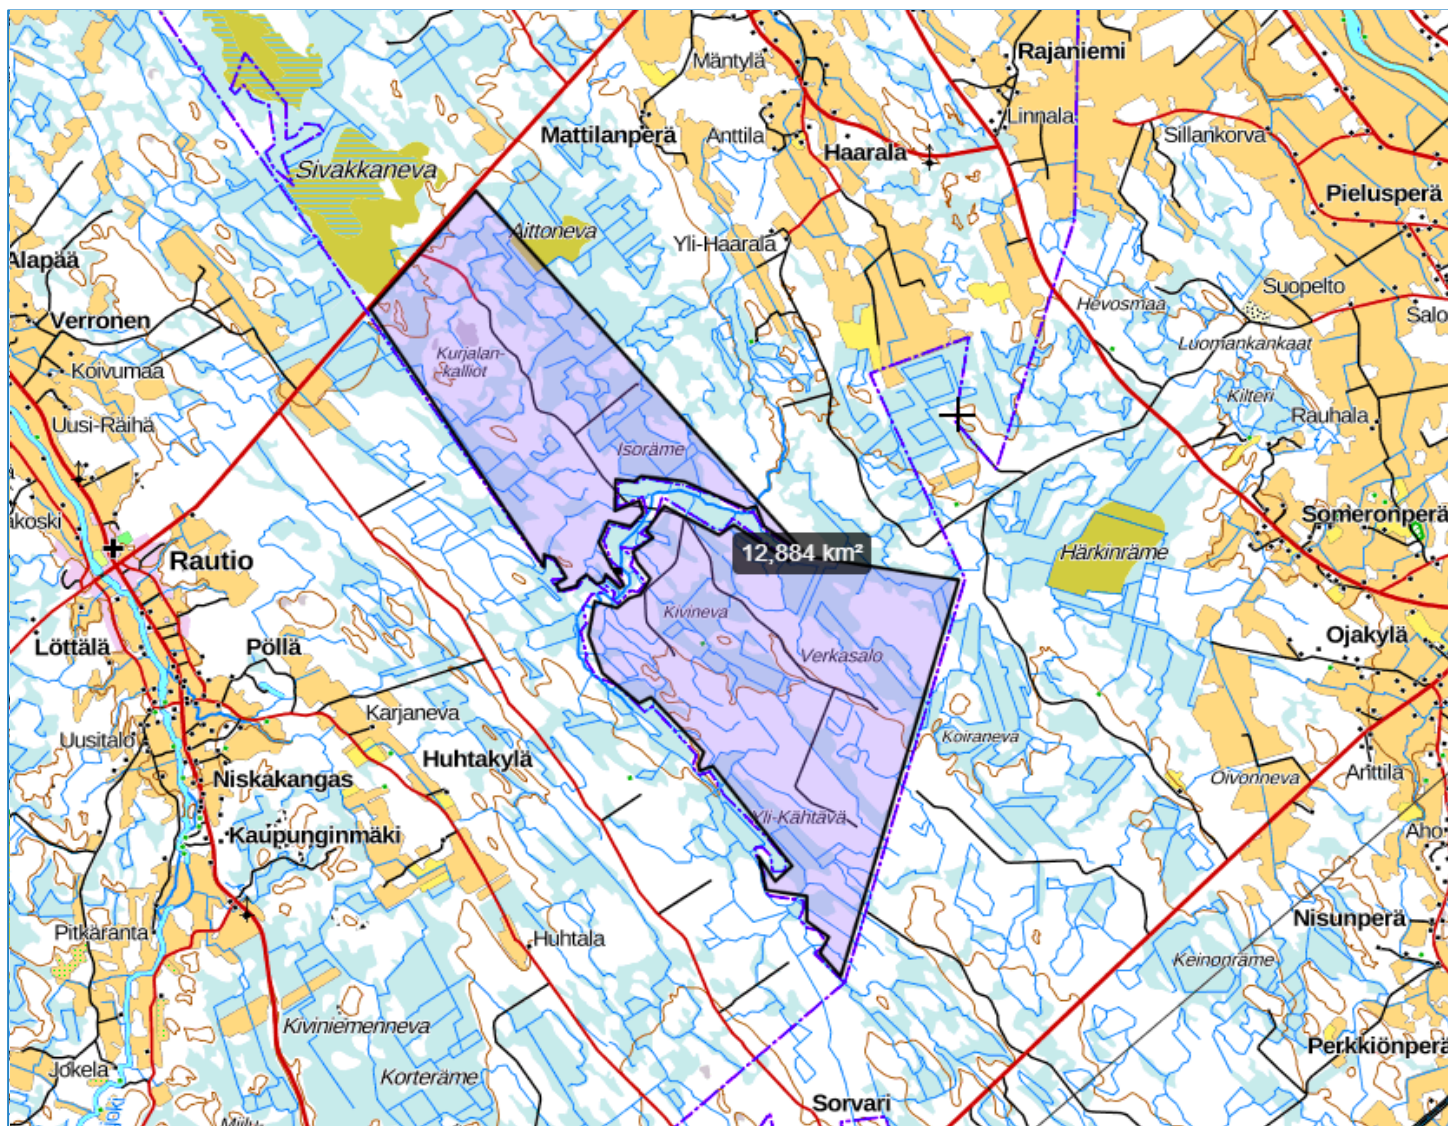 Rajaniemi
Mäntylä
Linnala
Mattilanperä
Anttila
Haarala
Sillankorva
Sivakkaneva
Pielusperä
Aittoneva
Yli-Haarala
Alapää
Suopelto
Hevosmaa
Verronen
Salo
Luomankankaat
Kurjalan-
kalliot
Koivumaa
Kilteri
Rauhala
Uusi-Räihä
Isoräme
akoski
Someronperä
Härkinräme
12,884 km²
Rautio
Kivineva
Löttälä
Pöllä
Ojakylä
Verkasalo
Karjaneva
Uusitalo
Koiraneva
Huhtakylä
Niskakangas
Oivonneva
Anttila
Yli-Kähtävä
Kaupunginmäki
Aho
Pitkäranta
Huhtala
Nisunperä
Keinonräme
Kiviniemenneva
Perkkiönperä
Jokela
Korteräme
Sorvari